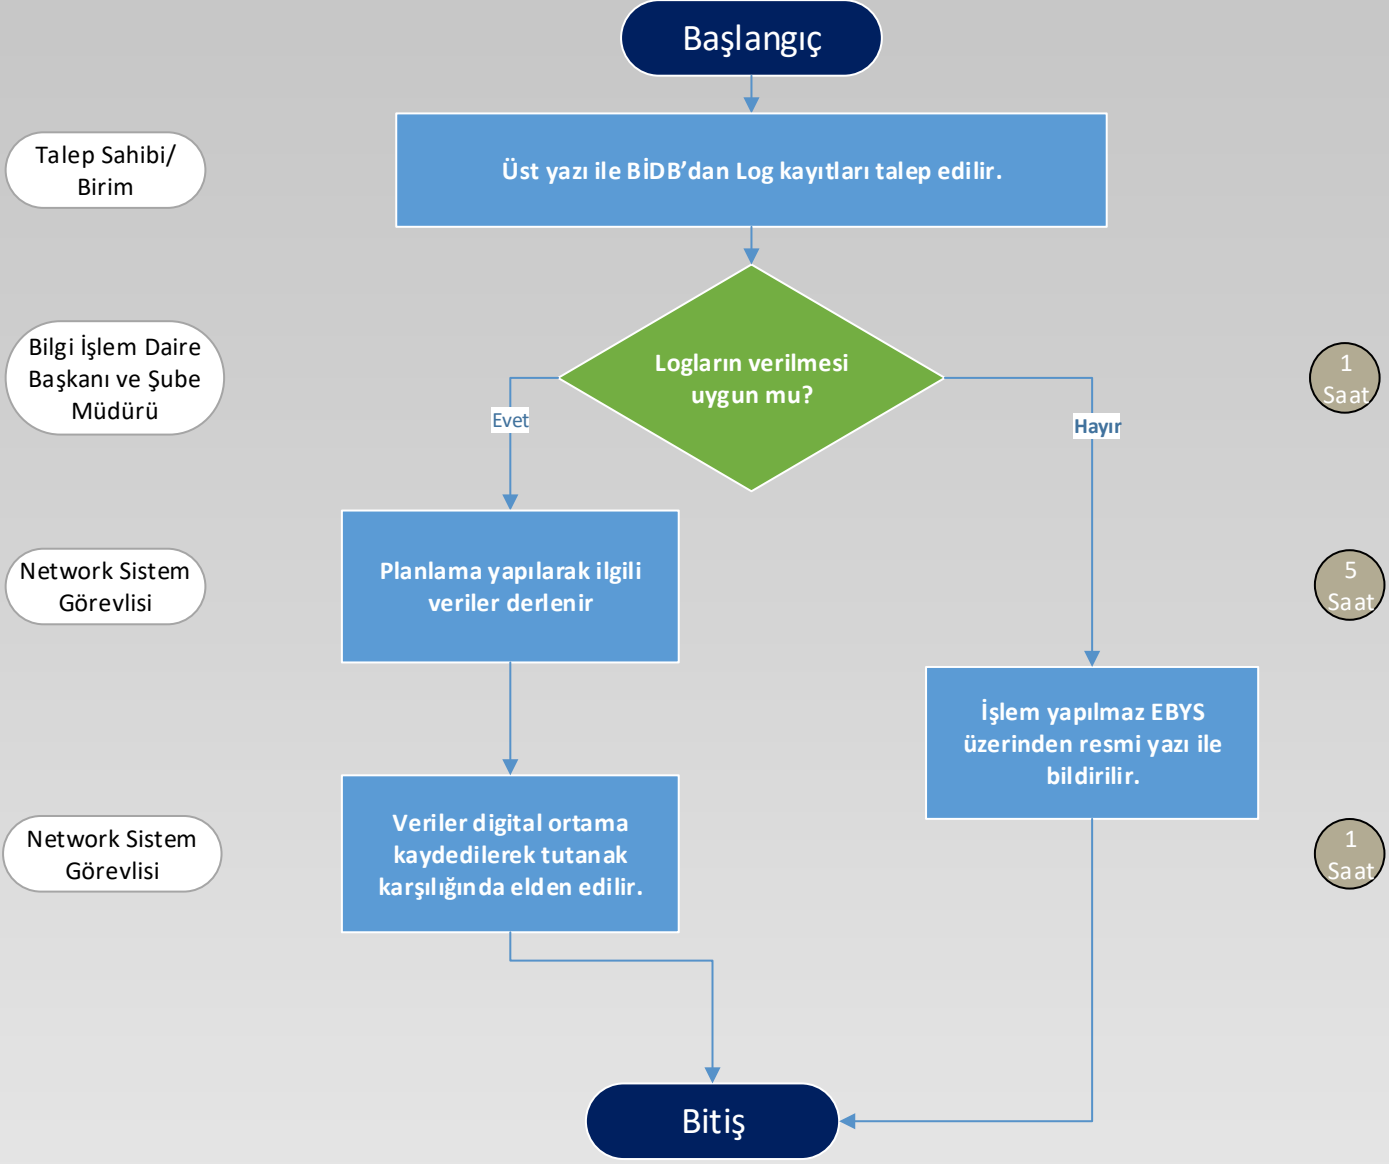 Başlangıç
Talep Sahibi/
Birim
Üst yazı ile BİDB’dan Log kayıtları talep edilir.
Bilgi İşlem Daire
Başkanı ve Şube
Müdürü
Logların verilmesi
uygun mu?
1
Saat
Evet
Hayır
Network Sistem
Görevlisi
Planlama yapılarak ilgili
veriler derlenir
5
Saat
İşlem yapılmaz EBYS
üzerinden resmi yazı ile
bildirilir.
Network Sistem
Görevlisi
Veriler digital ortama
kaydedilerek tutanak
karşılığında elden edilir.
1
Saat
Bitiş